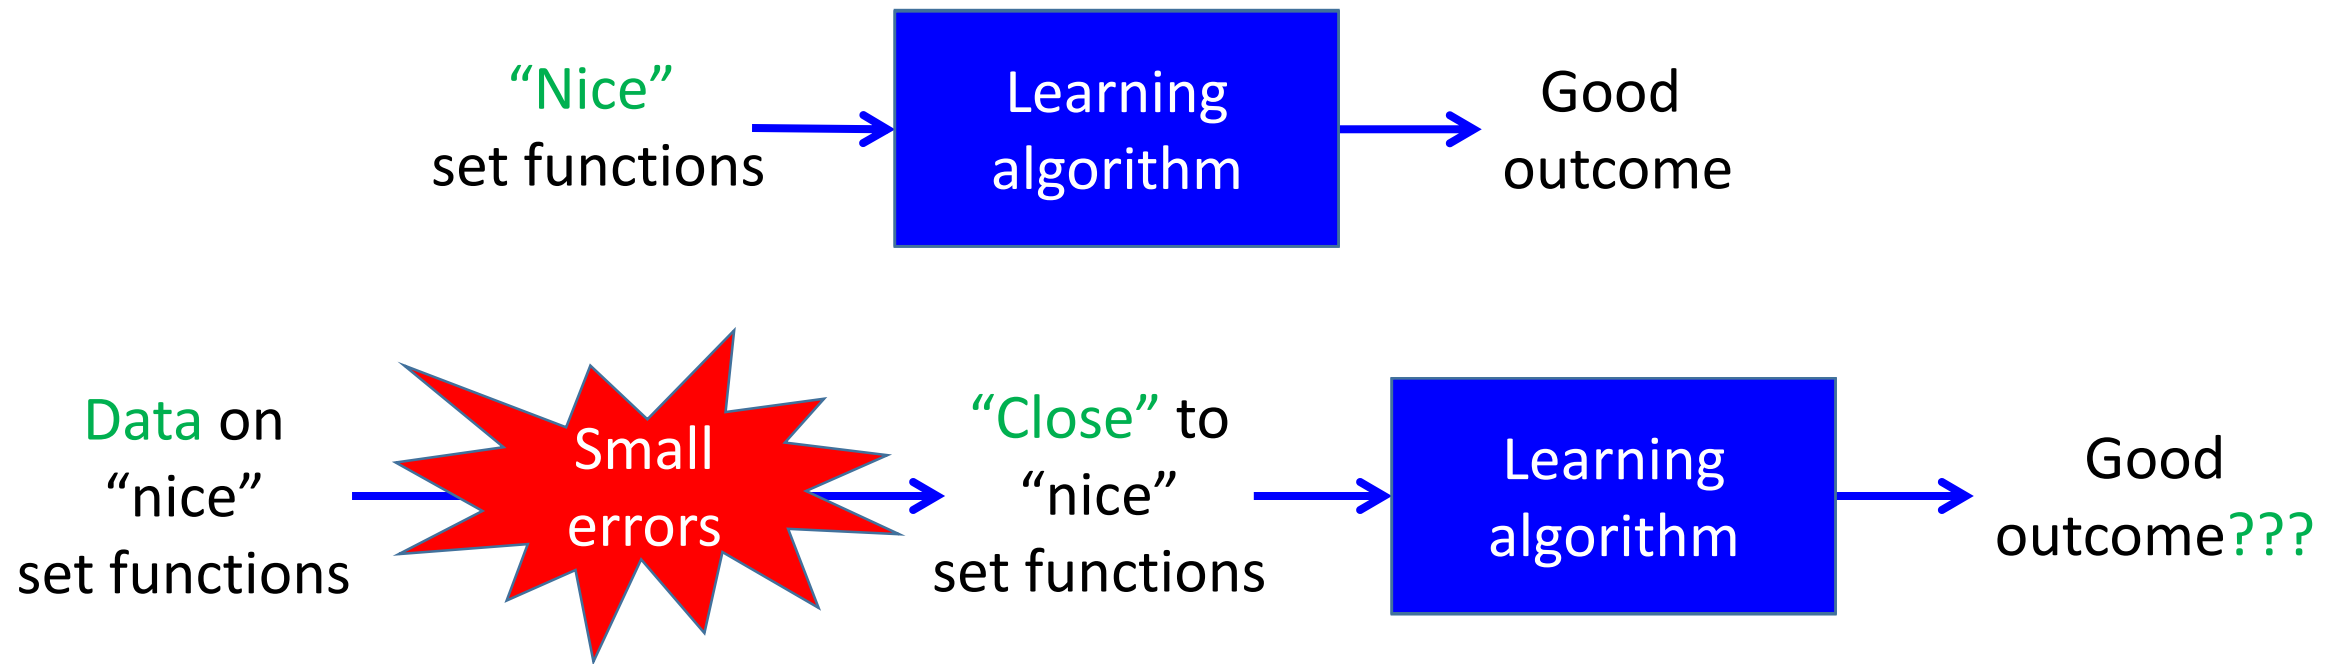 “Nice”
set functions
Learning
algorithm
Good
outcome
Data on
“nice”
set functions
Small
errors
“Close” to
“nice”
set functions
Learning
algorithm
Good
outcome???